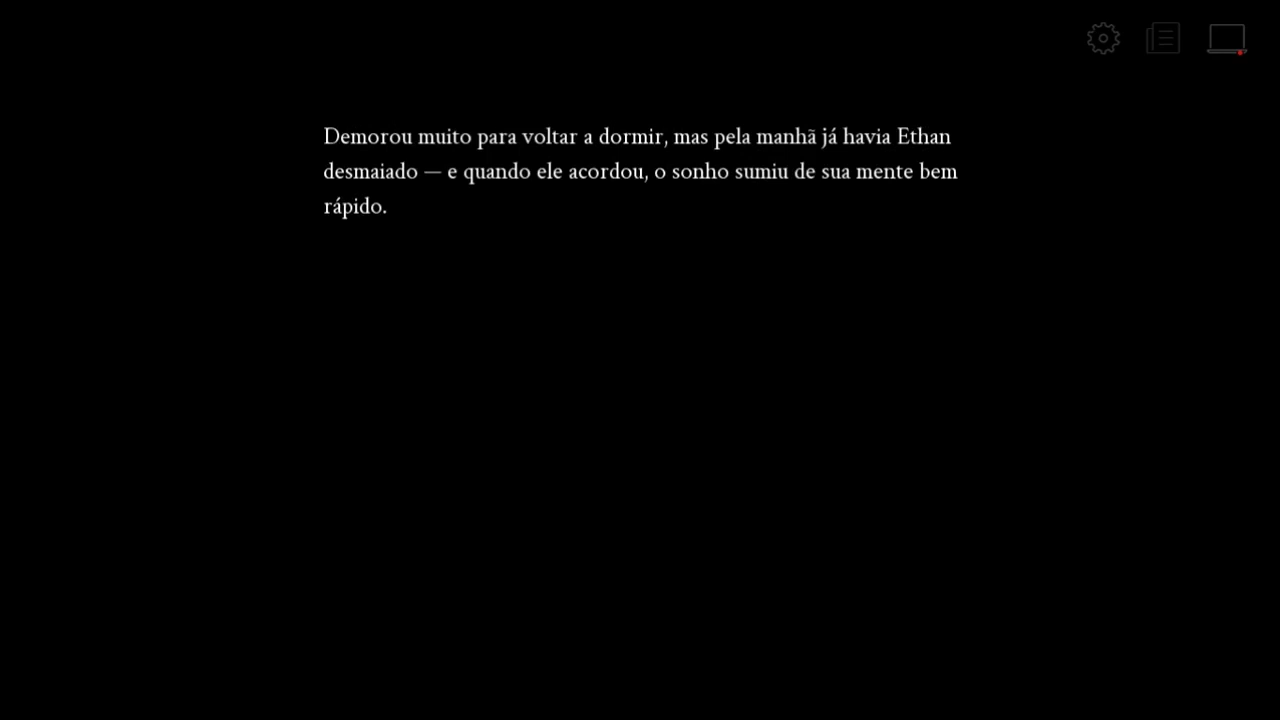 Demorou muito para voltar a dormir, mas pela manhã já havia Ethan
desmaiado — e quando ele acordou, o sonho sumiu de sua mente bem
rápido.